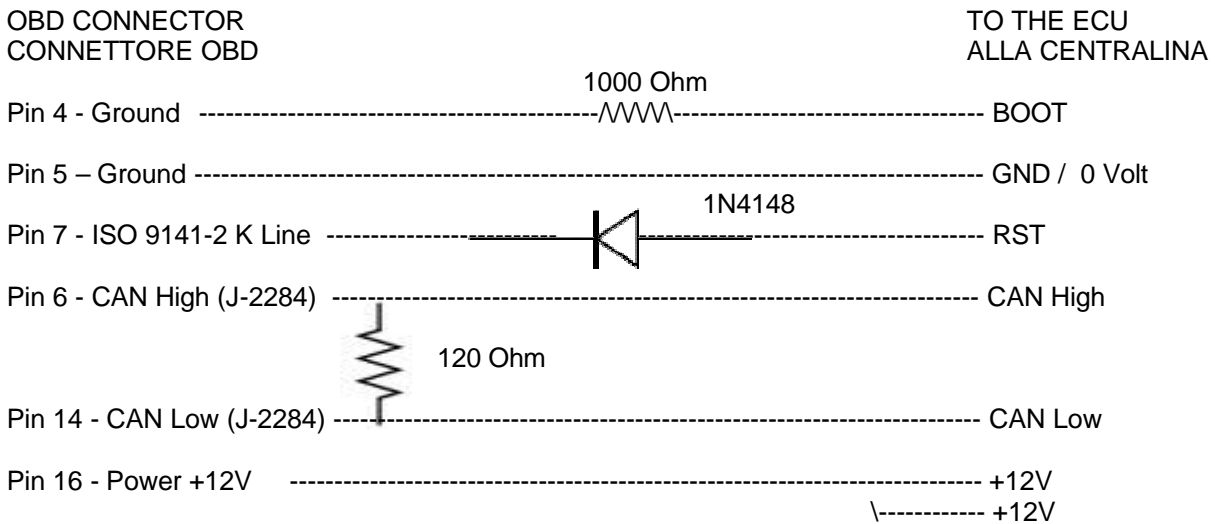 OBD CONNECTOR TO THE ECU
CONNETTORE OBD ALLA CENTRALINA
1000 Ohm
Pin 4 - Ground ---------------------------------------------/\/\/\/\/\----------------------------------- BOOT
Pin 5 – Ground ----------------------------------------------------------------------------------------- GND / 0 Volt
1N4148
Pin 7 - ISO 9141-2 K Line -------------------------- --------------------------------------- RST
Pin 6 - CAN High (J-2284) ------------------------------------------------------------------------- CAN High
120 Ohm
Pin 14 - CAN Low (J-2284) ------------------------------------------------------------------------- CAN Low
Pin 16 - Power +12V ------------------------------------------------------------------------------ +12V
\------------ +12V